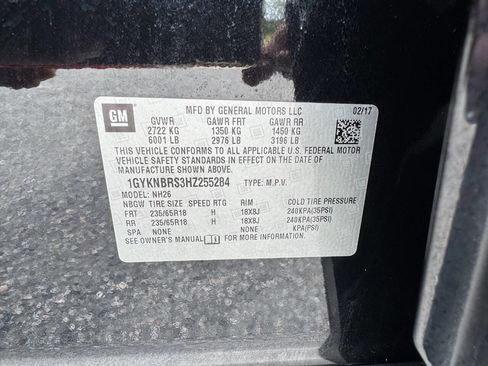 GM
MFD BY GENERAL MOTORS LLC 02/17
GVWR GAWR FRT GAWR RR
2722 KG 1350 KG 1450 KG
6001 LB 2976 LB 3196 LB
THIS VEHICLE CONFORMS TO ALL APPLICABLE U.S. FEDERAL MOTOR
VEHICLE SAFETY STANDARDS IN EFFECT ON THE DATE OF
MANUFACTURE SHOWN ABOVE.
1GYKNBRS3HZ255284 TYPE: M.P.V.
MODEL: NH26
NBGW TIRE SIZE SPEED RTG RIM COLD TIRE PRESSURE
FRT 235/65R18 H 18X8J 240KPA(35PSI)
RR 235/65R18 H 18X8J 240KPA(35PSI)
SPA NONE NONE KPA(PSI)
SEE OWNER'S MANUAL FOR MORE INFORMATION.